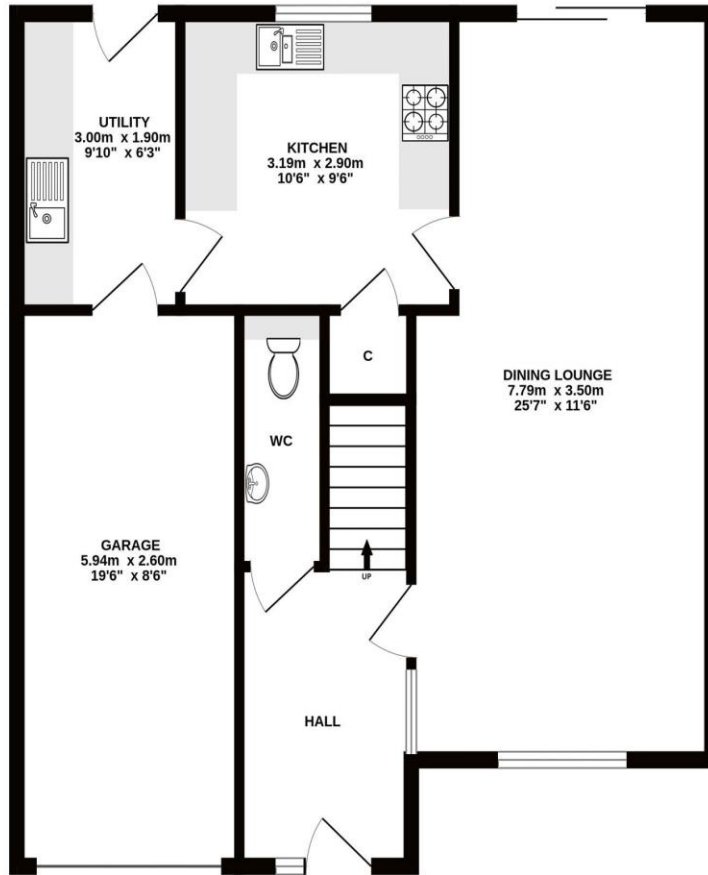 UTILITY
3.00m x 1.90m
9'10" x 6'3"
KITCHEN
3.19m x 2.90m
10'6" x 9'6"
C
DINING LOUNGE
7.79m x 3.50m
25'7" x 11'6"
WC
GARAGE
5.94m x 2.60m
19'6" x 8'6"
UP
HALL